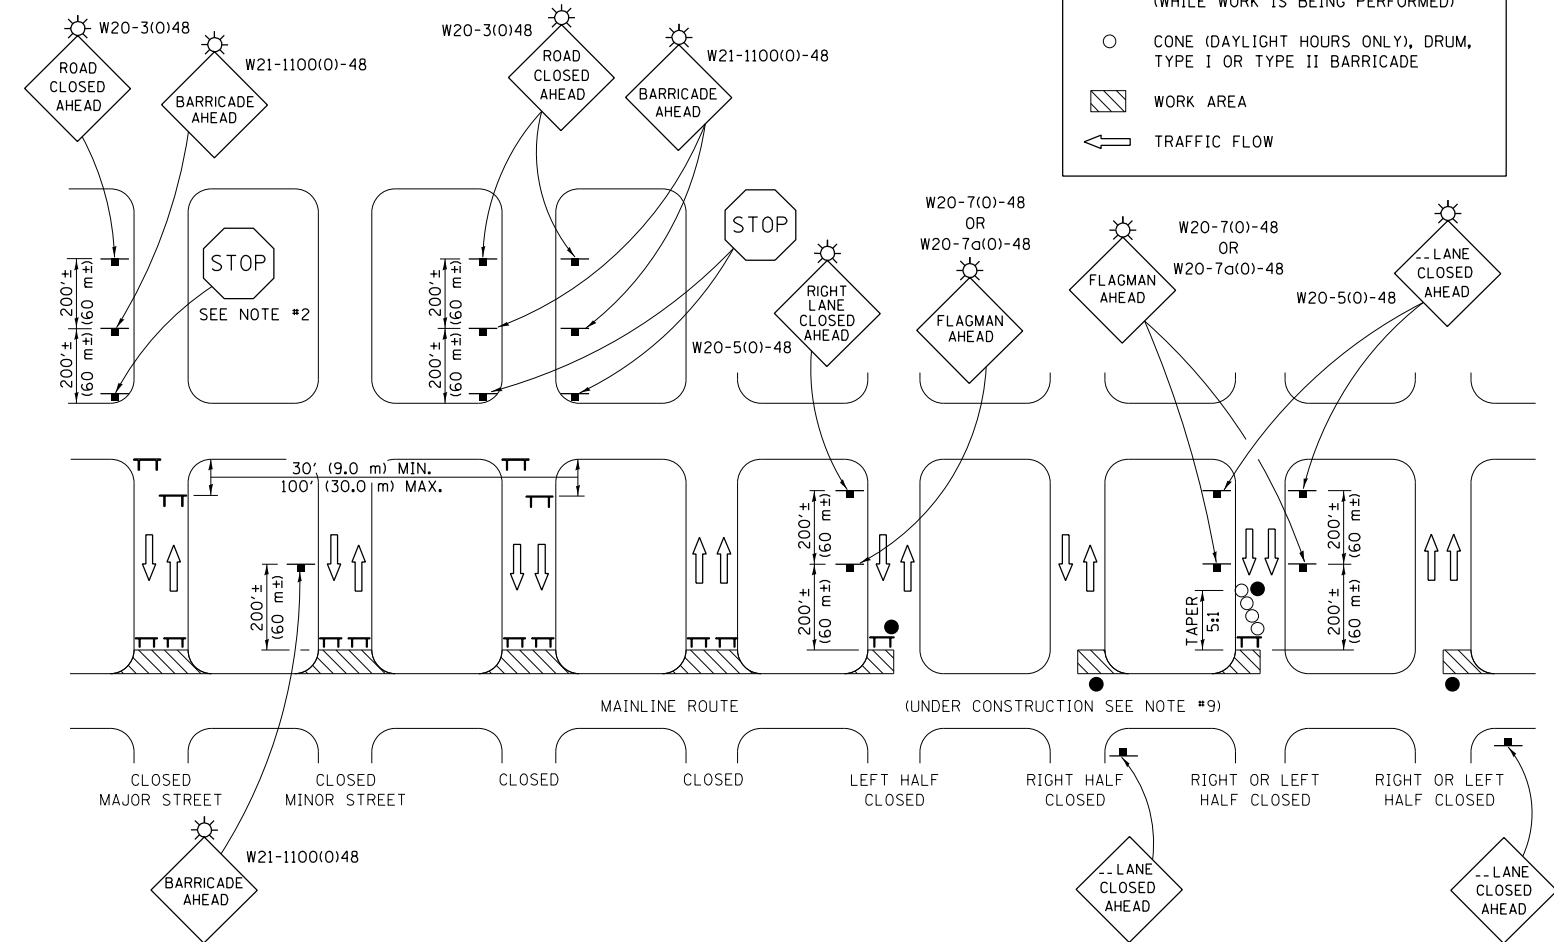 (WHILE WORK IS BEING PERFORMED)
CONE (DAYLIGHT HOURS ONLY), DRUM,
TYPE I OR TYPE II BARRICADE
WORK AREA
TRAFFIC FLOW
W20-3(O)48
ROAD
CLOSED
AHEAD
W21-1100(O)-48
BARRICADE
AHEAD
W20-3(O)48
ROAD
CLOSED
AHEAD
W21-1100(O)-48
BARRICADE
AHEAD
STOP
SEE NOTE #2
STOP
200'±
(60 m±)
200'±
(60 m±)
200'±
(60 m±)
200'±
(60 m±)
W20-5(O)-48
RIGHT
LANE
CLOSED
AHEAD
W20-7(O)-48
OR
W20-7a(O)-48
FLAGMAN
AHEAD
FLAGMAN
AHEAD
W20-7(O)-48
OR
W20-7a(O)-48
W20-5(O)-48
-- LANE
CLOSED
AHEAD
30' (9.0 m) MIN.
100' (30.0 m) MAX.
200'±
(60 m±)
200'±
(60 m±)
200'±
(60 m±)
TAPER
5:1
200'±
(60 m±)
200'±
(60 m±)
MAINLINE ROUTE
(UNDER CONSTRUCTION SEE NOTE #9)
CLOSED
MAJOR STREET
CLOSED
MINOR STREET
CLOSED
CLOSED
LEFT HALF
CLOSED
RIGHT HALF
CLOSED
RIGHT OR LEFT
HALF CLOSED
RIGHT OR LEFT
HALF CLOSED
W21-1100(O)48
BARRICADE
AHEAD
-- LANE
CLOSED
AHEAD
-- LANE
CLOSED
AHEAD